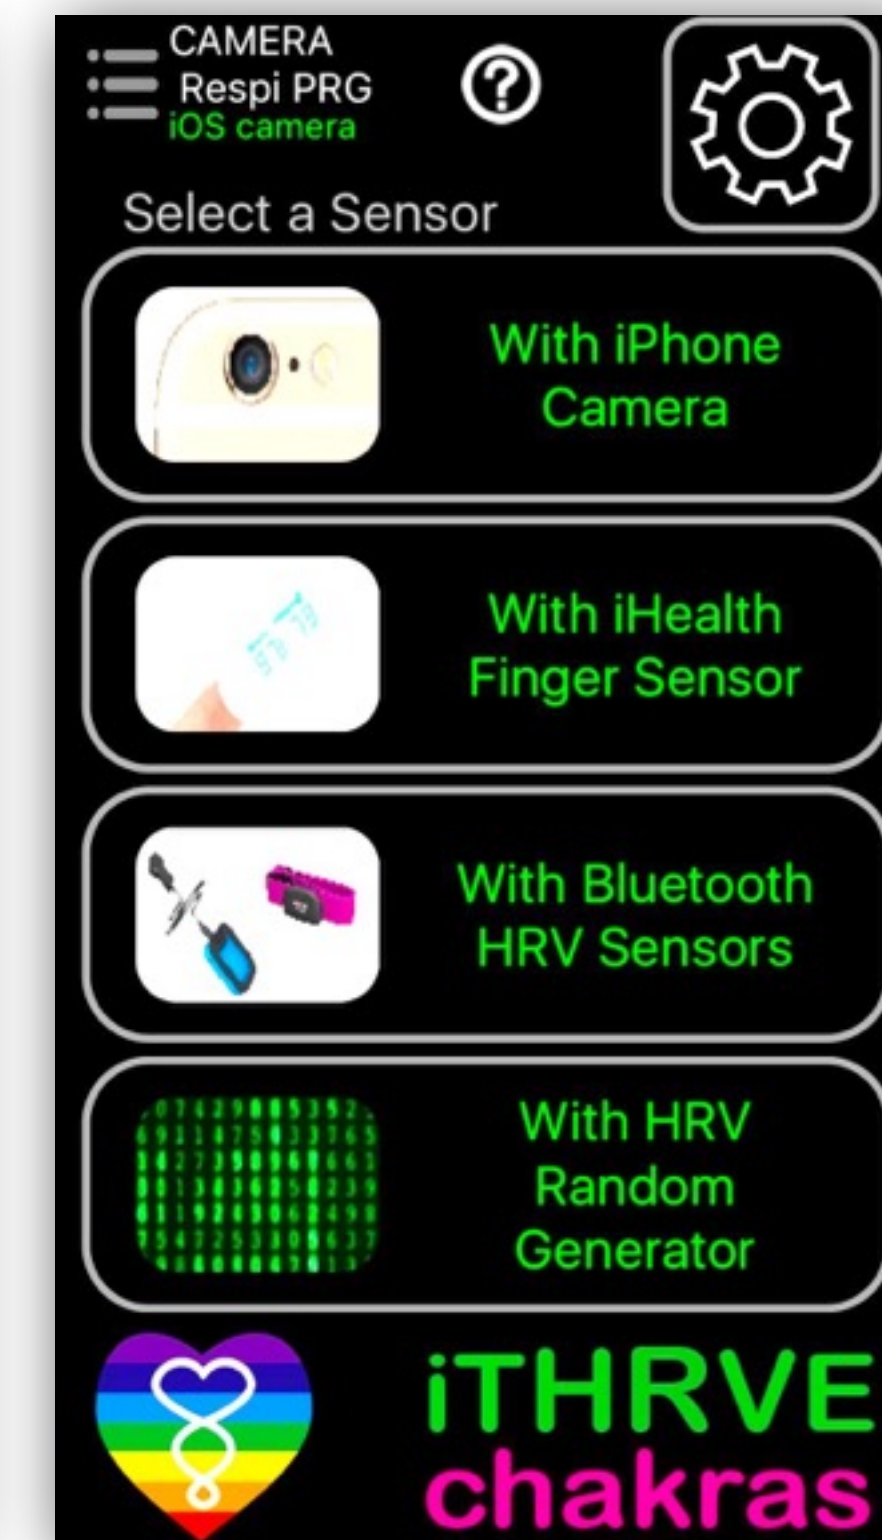 CAMERA
Respi PRG
iOS camera
?
Select a Sensor
With iPhone
Camera
With iHealth
Finger Sensor
With Bluetooth
HRV Sensors
With HRV
Random
Generator
iTHRVE
chakras